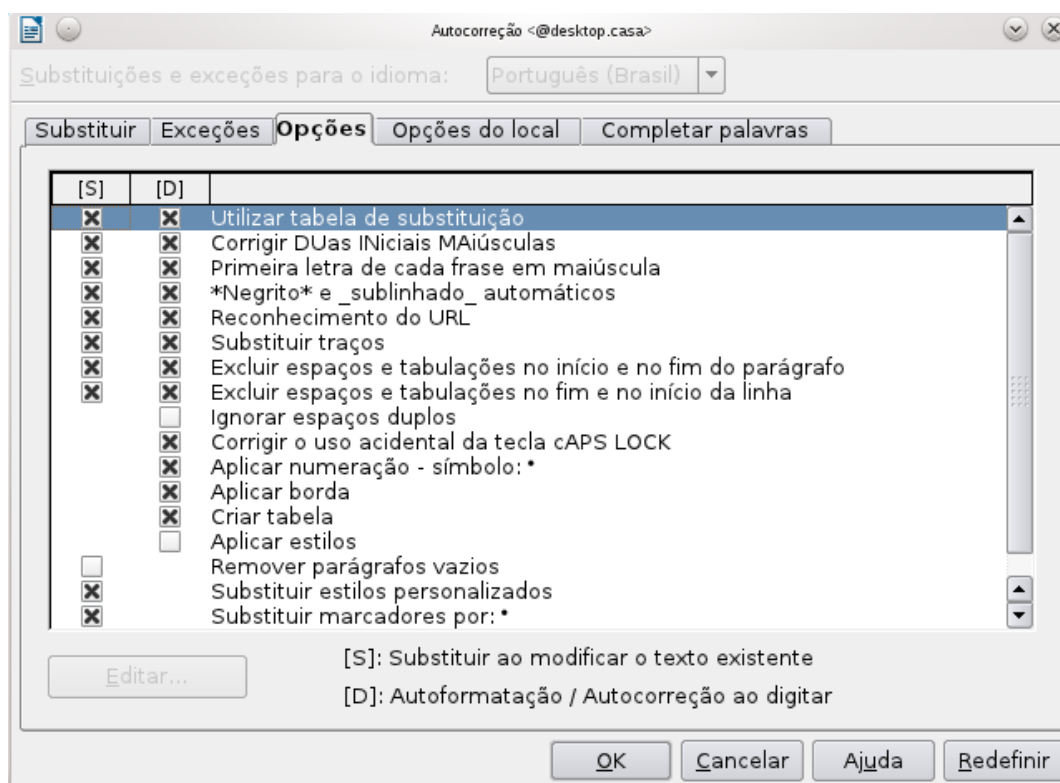 Autocorreção <@desktop.casa>
Substituições e exceções para o idioma: Português (Brasil)
Substituir Exceções Opções Opções do local Completar palavras
[S] [D]
Utilizar tabela de substituição
Corrigir DUas INiciais MAiúsculas
Primeira letra de cada frase em maiúscula
*Negrito* e _sublinhado_ automáticos
Reconhecimento do URL
Substituir traços
Excluir espaços e tabulações no início e no fim do parágrafo
Excluir espaços e tabulações no fim e no início da linha
Ignorar espaços duplos
Corrigir o uso acidental da tecla cAPS LOCK
Aplicar numeração - símbolo: •
Aplicar borda
Criar tabela
Aplicar estilos
Remover parágrafos vazios
Substituir estilos personalizados
Substituir marcadores por: •
Editar... [S]: Substituir ao modificar o texto existente
[D]: Autoformatação / Autocorreção ao digitar
OK Cancelar Ajuda Redefinir